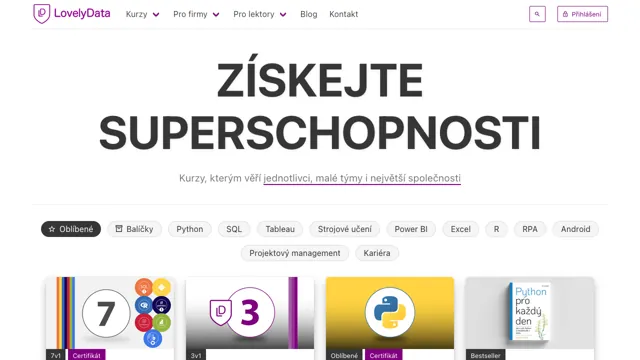 LovelyData Kurzy Pro firmy Pro lektory Blog Kontakt Přihlášení
ZÍSKEJTE
SUPERSCHOPNOSTI
Kurzy, kterým věří jednotlivci, malé týmy i největší společnosti
Oblíbené Balíčky Python SQL Tableau Strojové učení Power BI Excel R RPA Android
Projektový management Kariéra
7
3
Python
pro
každý
den
7v1 Certifikát
3v1
Oblíbené Certifikát
Bestseller